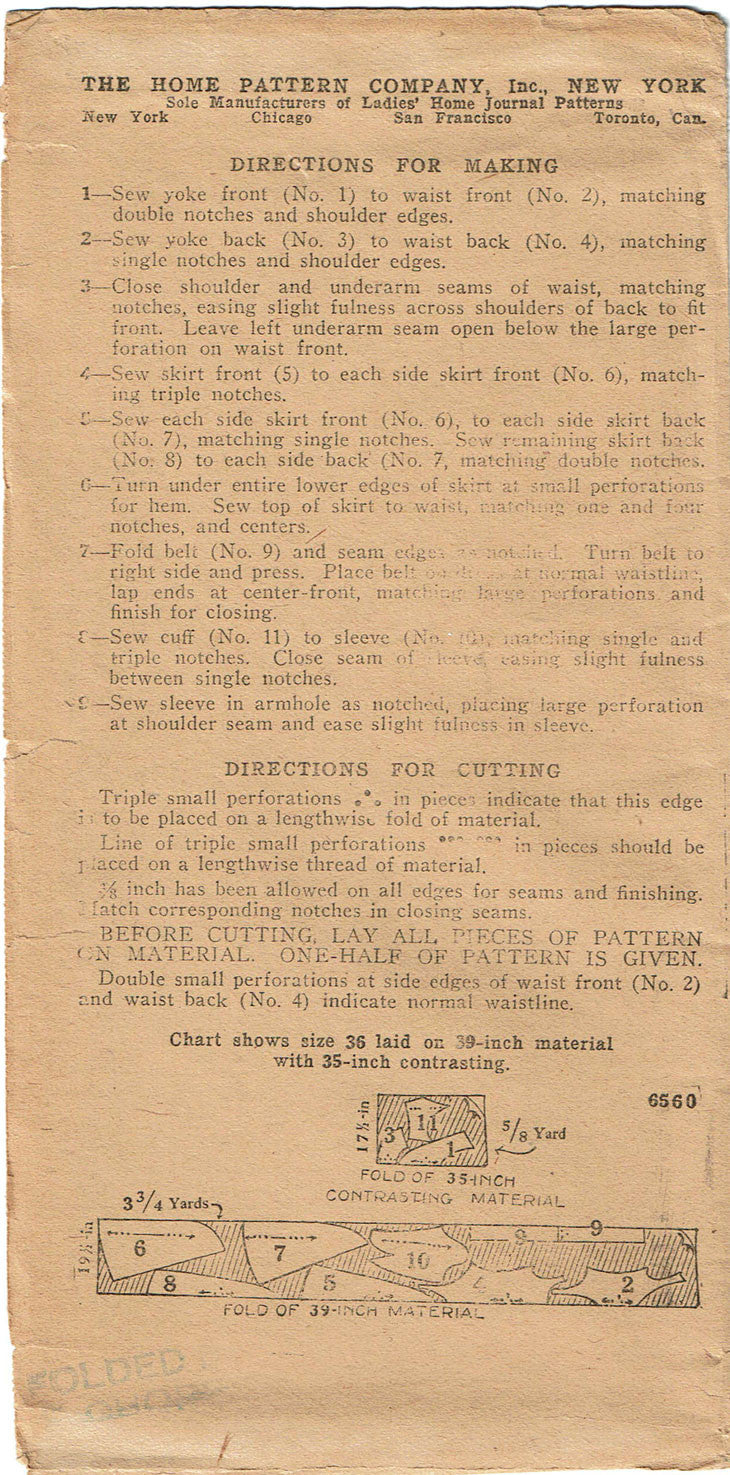 THE HOME PATTERN COMPANY, Inc., NEW YORK
Sole Manufacturers of Ladies' Home Journal Patterns
New York Chicago San Francisco Toronto, Can.
DIRECTIONS FOR MAKING
1—Sew yoke front (No. 1) to waist front (No. 2), matching
double notches and shoulder edges.
2—Sew yoke back (No. 3) to waist back (No. 4), matching
single notches and shoulder edges.
3—Close shoulder and underarm seams of waist, matching
notches, easing slight fulness across shoulders of back to fit
front. Leave left underarm seam open below the large per-
foration on waist front.
4—Sew skirt front (5) to each side skirt front (No. 6), match-
ing triple notches.
5—Sew each side skirt front (No. 6), to each side skirt back
(No. 7), matching single notches. Sew remaining skirt back
(No. 8) to each side back (No. 7, matching double notches.
6—Turn under entire lower edges of skirt at small perforations
for hem. Sew top of skirt to waist, matching one and four
notches, and centers.
7—Fold belt (No. 9) and seam edges as notched. Turn belt to
right side and press. Place belt on dress at normal waistline,
lap ends at center-front, matching large perforations and
finish for closing.
8—Sew cuff (No. 11) to sleeve (No. 10), matching single and
triple notches. Close seam of sleeve, easing slight fulness
between single notches.
9—Sew sleeve in armhole as notched, placing large perforation
at shoulder seam and ease slight fulness in sleeve.
DIRECTIONS FOR CUTTING
Triple small perforations in pieces indicate that this edge
is to be placed on a lengthwise fold of material.
Line of triple small perforations in pieces should be
placed on a lengthwise thread of material.
⅜ inch has been allowed on all edges for seams and finishing.
Match corresponding notches in closing seams.
BEFORE CUTTING, LAY ALL PIECES OF PATTERN
ON MATERIAL. ONE-HALF OF PATTERN IS GIVEN.
Double small perforations at side edges of waist front (No. 2)
and waist back (No. 4) indicate normal waistline.
Chart shows size 36 laid on 39-inch material
with 35-inch contrasting.
6560
17½-in
11
3
1
5/8 Yard
FOLD OF 35-INCH
CONTRASTING MATERIAL
3 3/4 Yards
19½-in
6
7
10
9
9
8
5
4
2
FOLD OF 39-INCH MATERIAL
FOLDED